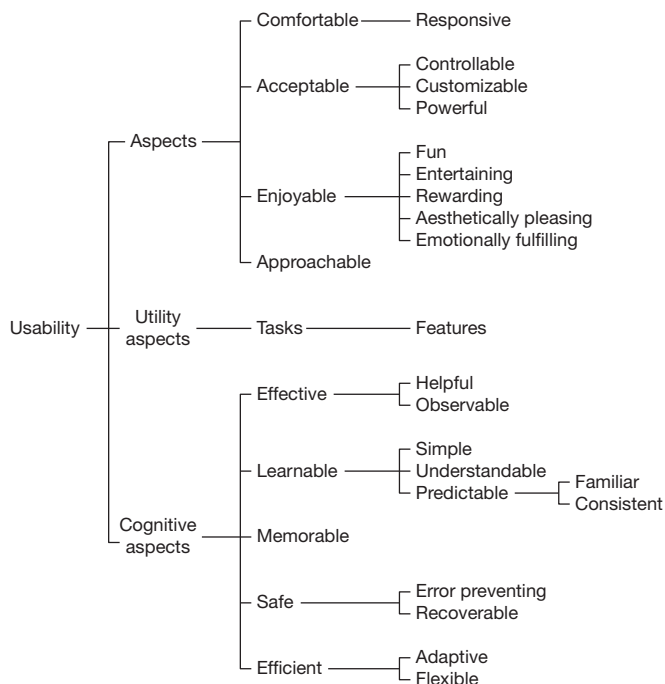 Comfortable
Responsive
Acceptable
Controllable
Customizable
Powerful
Aspects
Enjoyable
Fun
Entertaining
Rewarding
Aesthetically pleasing
Emotionally fulfilling
Approachable
Usability
Utility
aspects
Tasks
Features
Effective
Helpful
Observable
Learnable
Simple
Understandable
Predictable
Familiar
Consistent
Cognitive
aspects
Memorable
Safe
Error preventing
Recoverable
Efficient
Adaptive
Flexible